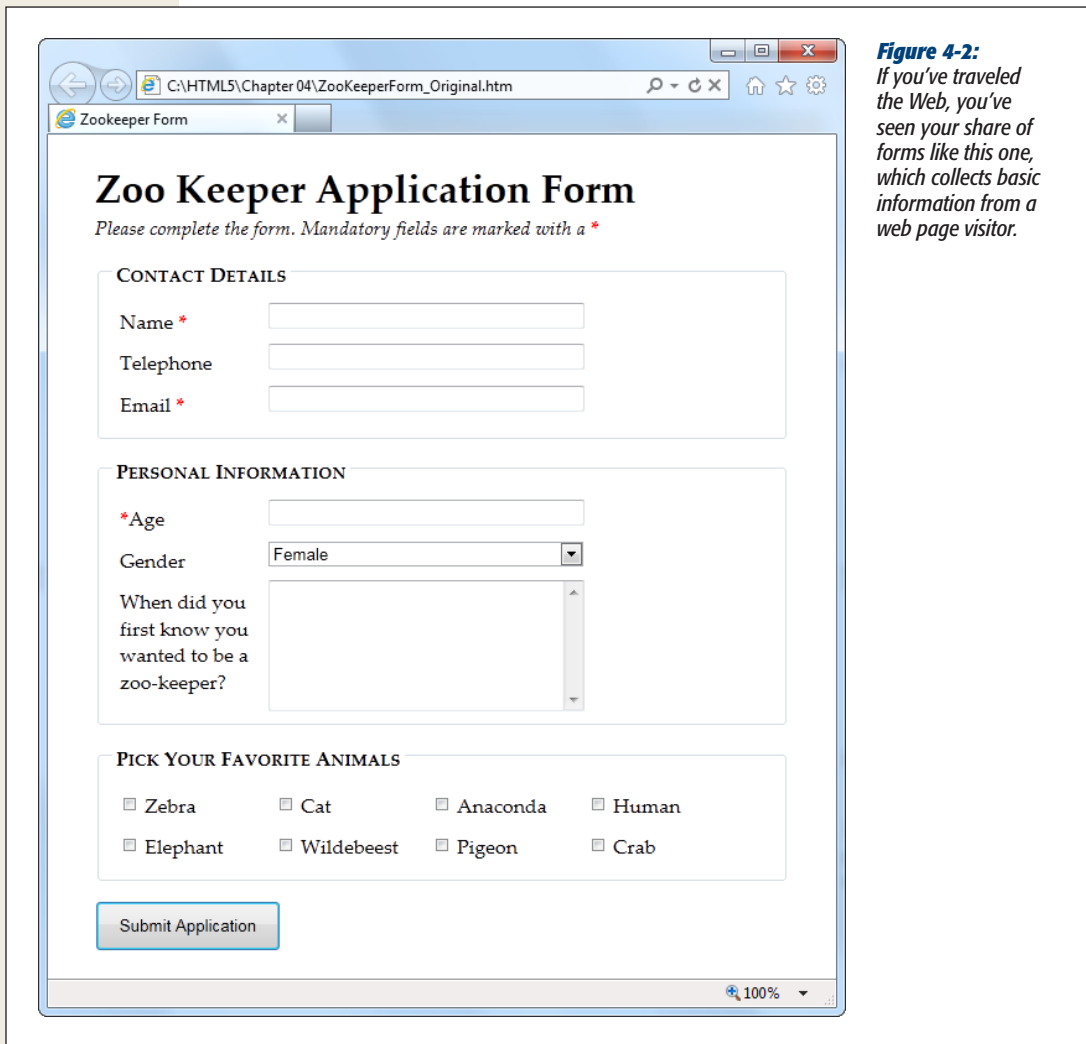 C:\HTML5\Chapter 04\ZooKeeperForm_Original.htm
Zookeeper Form
Zoo Keeper Application Form
Please complete the form. Mandatory fields are marked with a *
Contact Details
Name *
Telephone
Email *
Personal Information
*Age
Gender
Female
When did you
first know you
wanted to be a
zoo-keeper?
Pick Your Favorite Animals
Zebra Cat Anaconda Human
Elephant Wildebeest Pigeon Crab
Submit Application
100%
Figure 4-2:
If you've traveled
the Web, you've
seen your share of
forms like this one,
which collects basic
information from a
web page visitor.